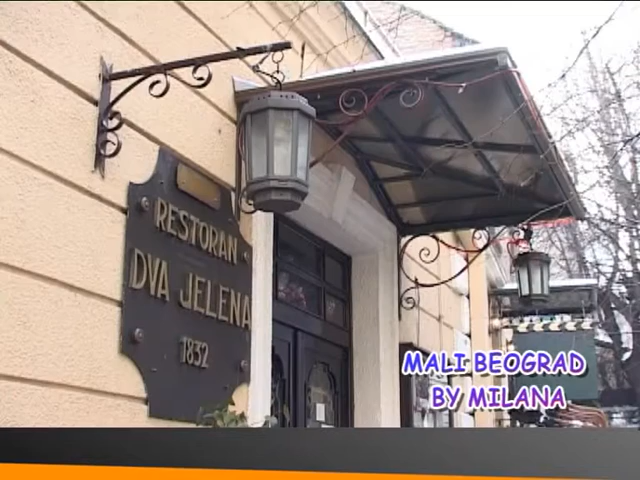 RESTORAN
DVA JELENA
1832
MALI BEOGRAD
BY MILANA